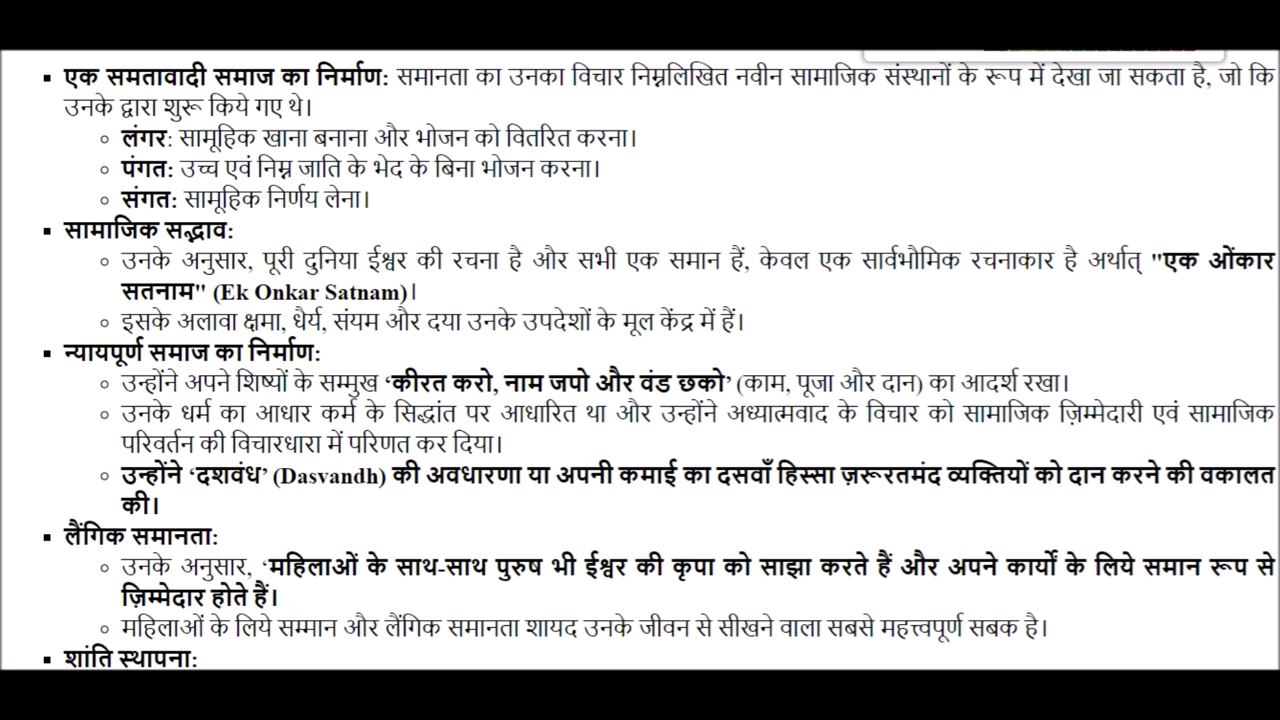 ▪ एक समतावादी समाज का निर्माण: समानता का उनका विचार निम्नलिखित नवीन सामाजिक संस्थानों के रूप में देखा जा सकता है, जो कि
उनके द्वारा शुरू किये गए थे।
○ लंगर: सामूहिक खाना बनाना और भोजन को वितरित करना।
○ पंगत: उच्च एवं निम्न जाति के भेद के बिना भोजन करना।
○ संगत: सामूहिक निर्णय लेना।
▪ सामाजिक सद्भाव:
○ उनके अनुसार, पूरी दुनिया ईश्वर की रचना है और सभी एक समान हैं, केवल एक सार्वभौमिक रचनाकार है अर्थात् "एक ओंकार
सतनाम" (Ek Onkar Satnam)।
○ इसके अलावा क्षमा, धैर्य, संयम और दया उनके उपदेशों के मूल केंद्र में हैं।
▪ न्यायपूर्ण समाज का निर्माण:
○ उन्होंने अपने शिष्यों के सम्मुख ‘कीरत करो, नाम जपो और वंड छको’ (काम, पूजा और दान) का आदर्श रखा।
○ उनके धर्म का आधार कर्म के सिद्धांत पर आधारित था और उन्होंने अध्यात्मवाद के विचार को सामाजिक ज़िम्मेदारी एवं सामाजिक
परिवर्तन की विचारधारा में परिणत कर दिया।
○ उन्होंने ‘दशवंध’ (Dasvandh) की अवधारणा या अपनी कमाई का दसवाँ हिस्सा ज़रूरतमंद व्यक्तियों को दान करने की वकालत
की।
▪ लैंगिक समानता:
○ उनके अनुसार, ‘महिलाओं के साथ-साथ पुरुष भी ईश्वर की कृपा को साझा करते हैं और अपने कार्यों के लिये समान रूप से
ज़िम्मेदार होते हैं।
○ महिलाओं के लिये सम्मान और लैंगिक समानता शायद उनके जीवन से सीखने वाला सबसे महत्त्वपूर्ण सबक है।
▪ शांति स्थापना: